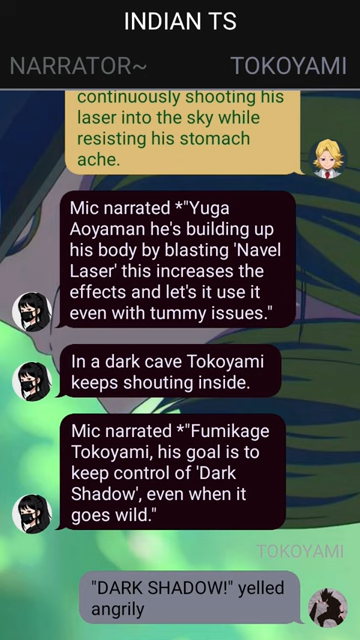 INDIAN TS
NARRATOR~ TOKOYAMI
continuously shooting his
laser into the sky while
resisting his stomach
ache.
Mic narrated *"Yuga
Aoyaman he's building up
his body by blasting 'Navel
Laser' this increases the
effects and let's it use it
even with tummy issues."
In a dark cave Tokoyami
keeps shouting inside.
Mic narrated *"Fumikage
Tokoyami, his goal is to
keep control of 'Dark
Shadow', even when it
goes wild."
TOKOYAMI
"DARK SHADOW!" yelled
angrily